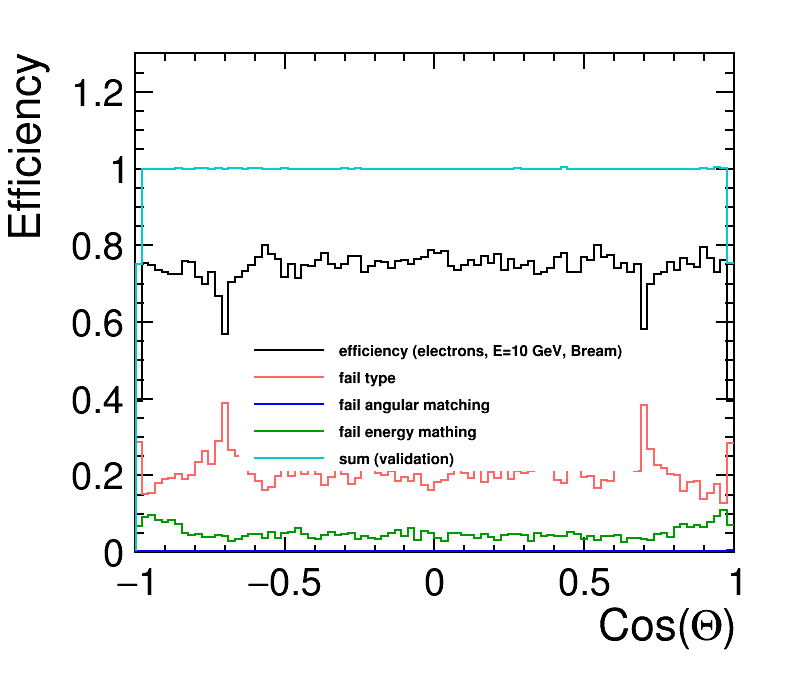 Efficiency
1.2
1
0.8
0.6
0.4
0.2
0
efficiency (electrons, E=10 GeV, Bream)
fail type
fail angular matching
fail energy mathing
sum (validation)
−1 −0.5 0 0.5 1
Cos(Θ)